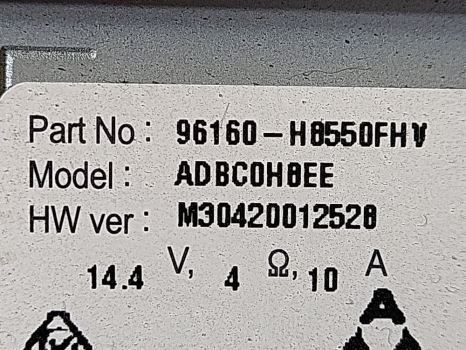 Part No : 96160-H8550FHV
Model : ADBC0H8EE
HW ver : M30420012528
14.4 V, 4 Ω, 10 A